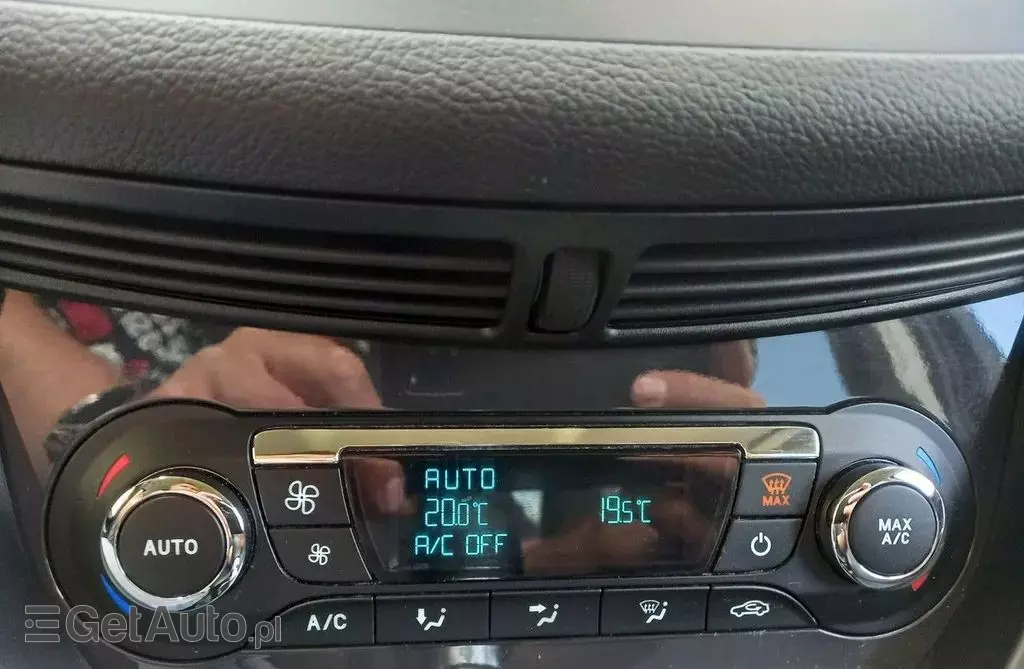 AUTO
20.0°C 19.5°C
A/C OFF
MAX
AUTO
MAX
A/C
A/C
GetAuto.pl